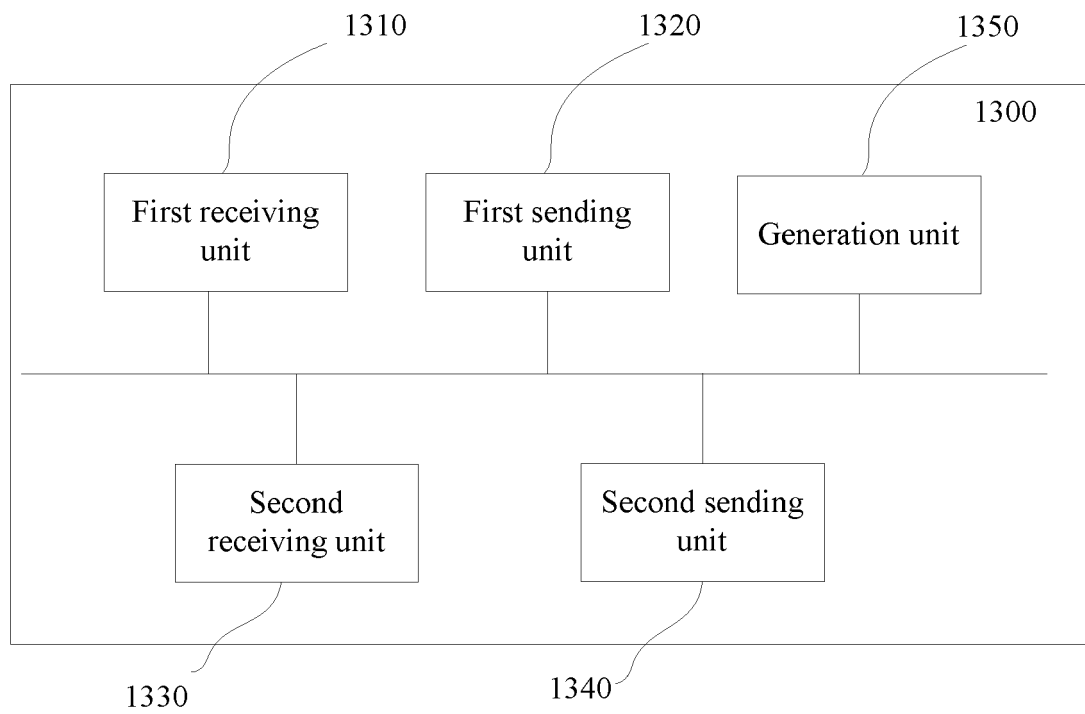 1310
1320
1350
1300
First receiving
unit
First sending
unit
Generation unit
Second
receiving unit
Second sending
unit
1330
1340